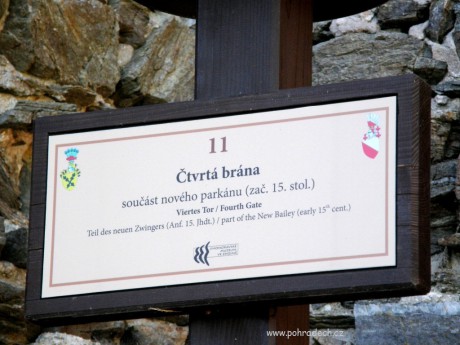 11
Čtvrtá brána
součást nového parkánu (zač. 15. stol.)
Viertes Tor / Fourth Gate
Teil des neuen Zwingers (Anf. 15. Jhdt.) / part of the New Bailey (early 15th cent.)
www.pohradech.cz